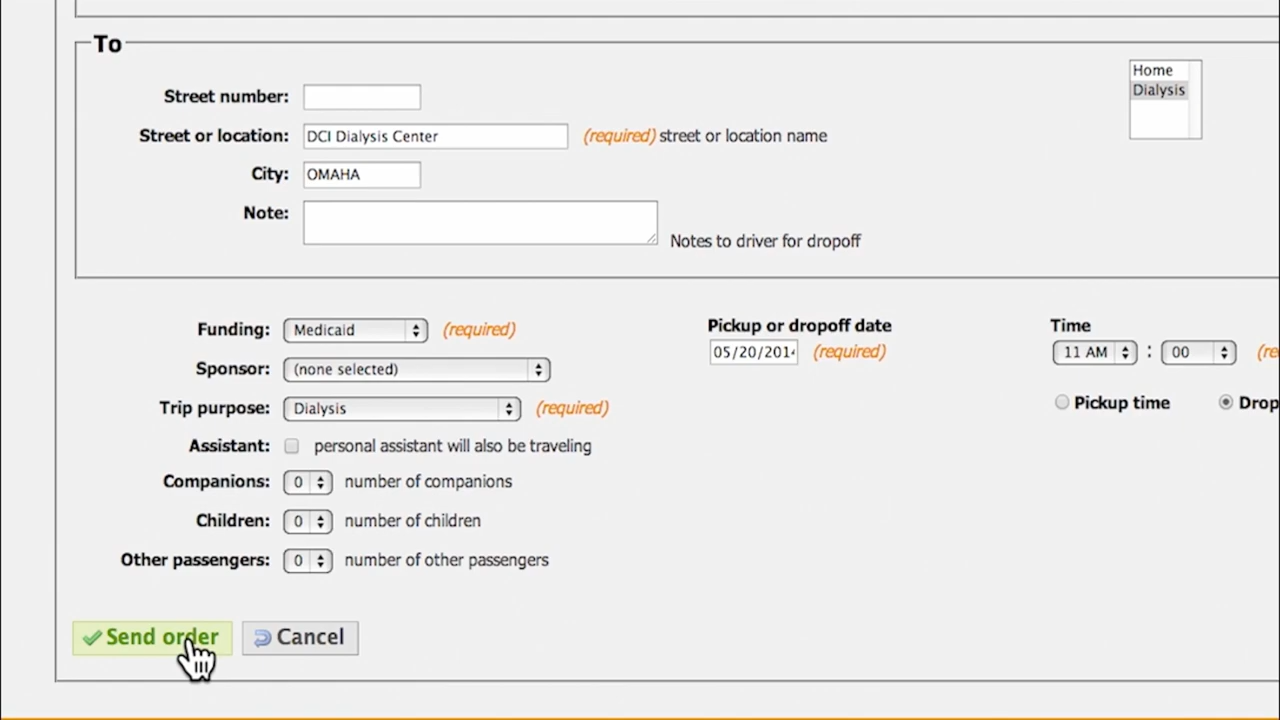 To
Home
Dialysis
Street number:
Street or location: DCI Dialysis Center (required) street or location name
City: OMAHA
Note:
Notes to driver for dropoff
Funding: Medicaid (required)
Pickup or dropoff date
05/20/2014 (required)
Time
11 AM : 00 (re
Sponsor: (none selected)
Trip purpose: Dialysis (required)
Pickup time Drop
Assistant: personal assistant will also be traveling
Companions: 0 number of companions
Children: 0 number of children
Other passengers: 0 number of other passengers
Send order Cancel